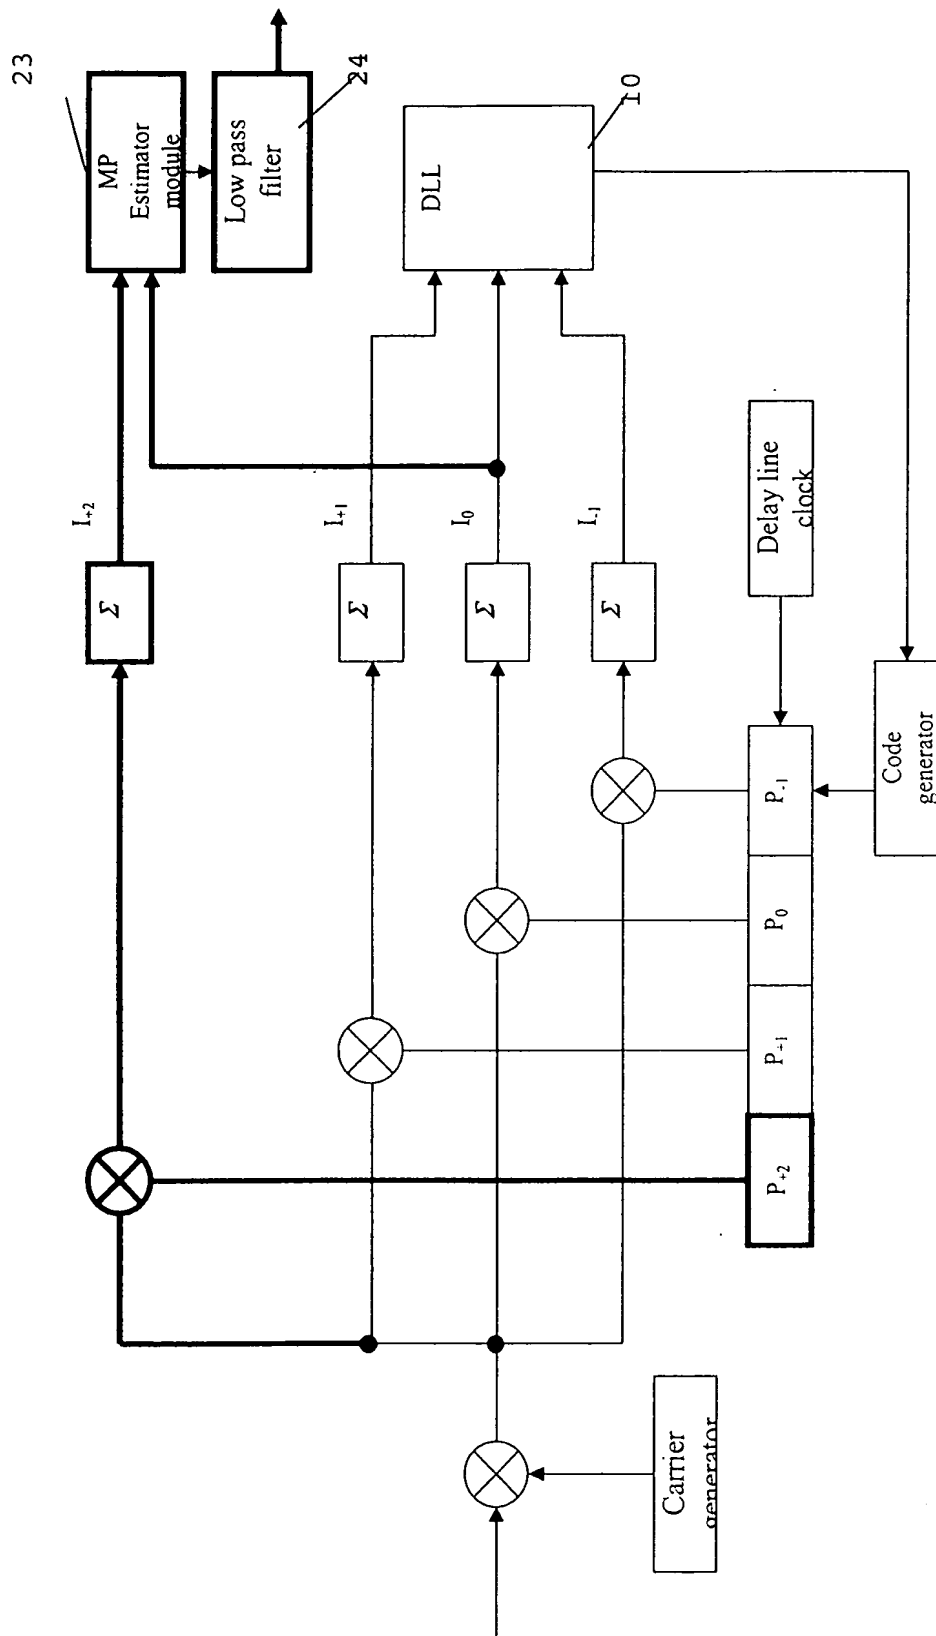 23
MP
Estimator
module
24
Low pass
filter
10
DLL
I+2
I+1
I0
I-1
Σ
Σ
Σ
Σ
Delay line
clock
P+2
P+1
P0
P-1
Code
generator
Carrier
generator